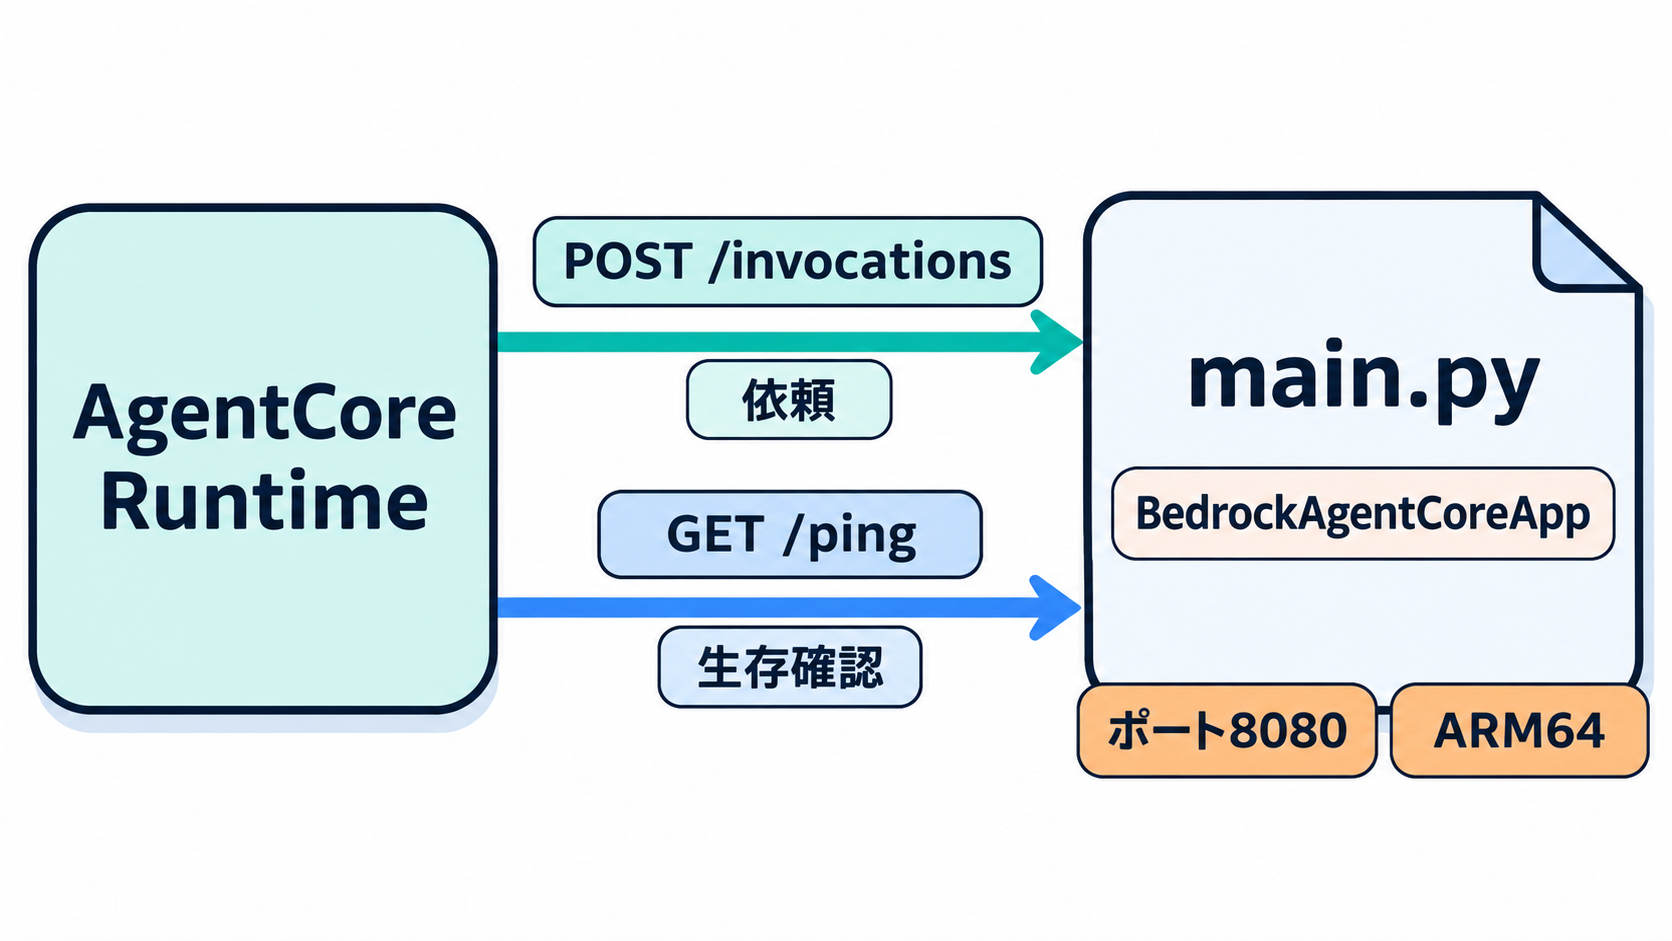 AgentCore
Runtime
POST /invocations
依頼
GET /ping
生存確認
main.py
BedrockAgentCoreApp
ポート8080
ARM64